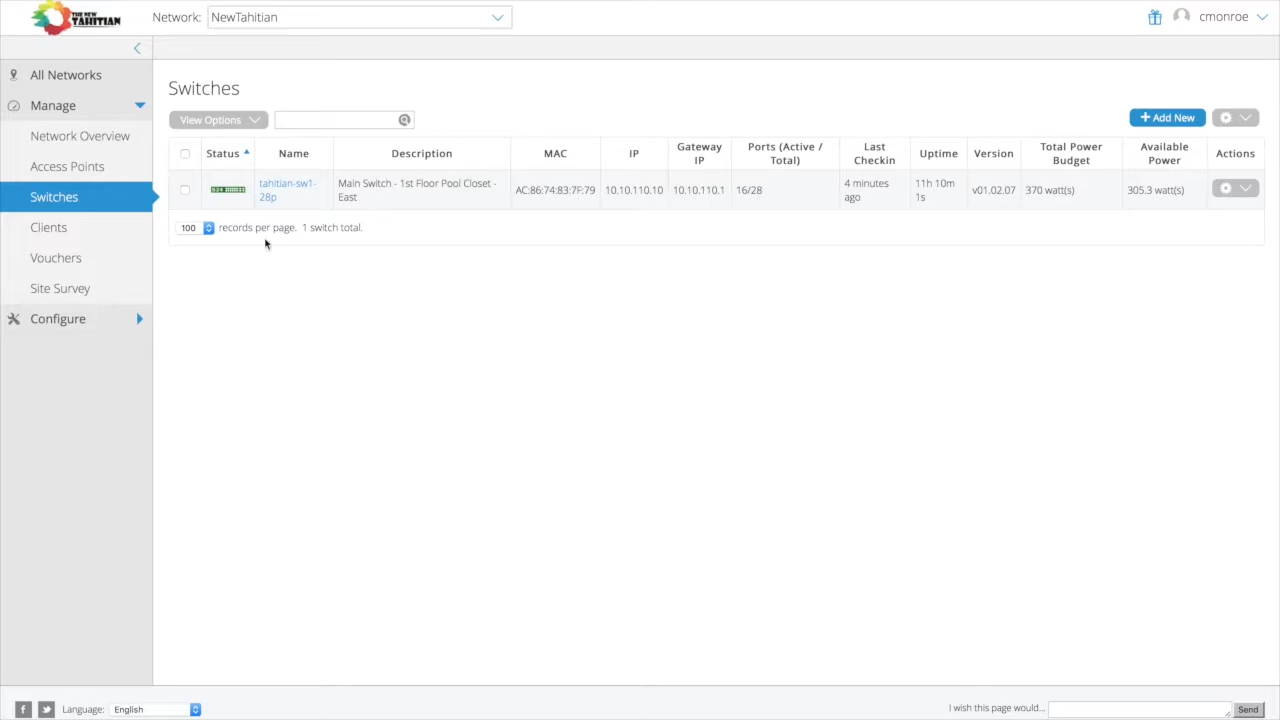 THE NEW
TAHITIAN
Network: NewTahitian
cmonroe
All Networks
Manage
Network Overview
Access Points
Switches
Clients
Vouchers
Site Survey
Configure
Switches
View Options
Add New
Status Name Description MAC IP Gateway IP Ports (Active / Total) Last Checkin Uptime Version Total Power Budget Available Power Actions
tahitian-sw1-28p Main Switch - 1st Floor Pool Closet - East AC:86:74:83:7F:79 10.10.110.10 10.10.110.1 16/28 4 minutes ago 11h 10m 1s v01.02.07 370 watt(s) 305.3 watt(s)
100 records per page. 1 switch total.
Language: English
I wish this page would... Send